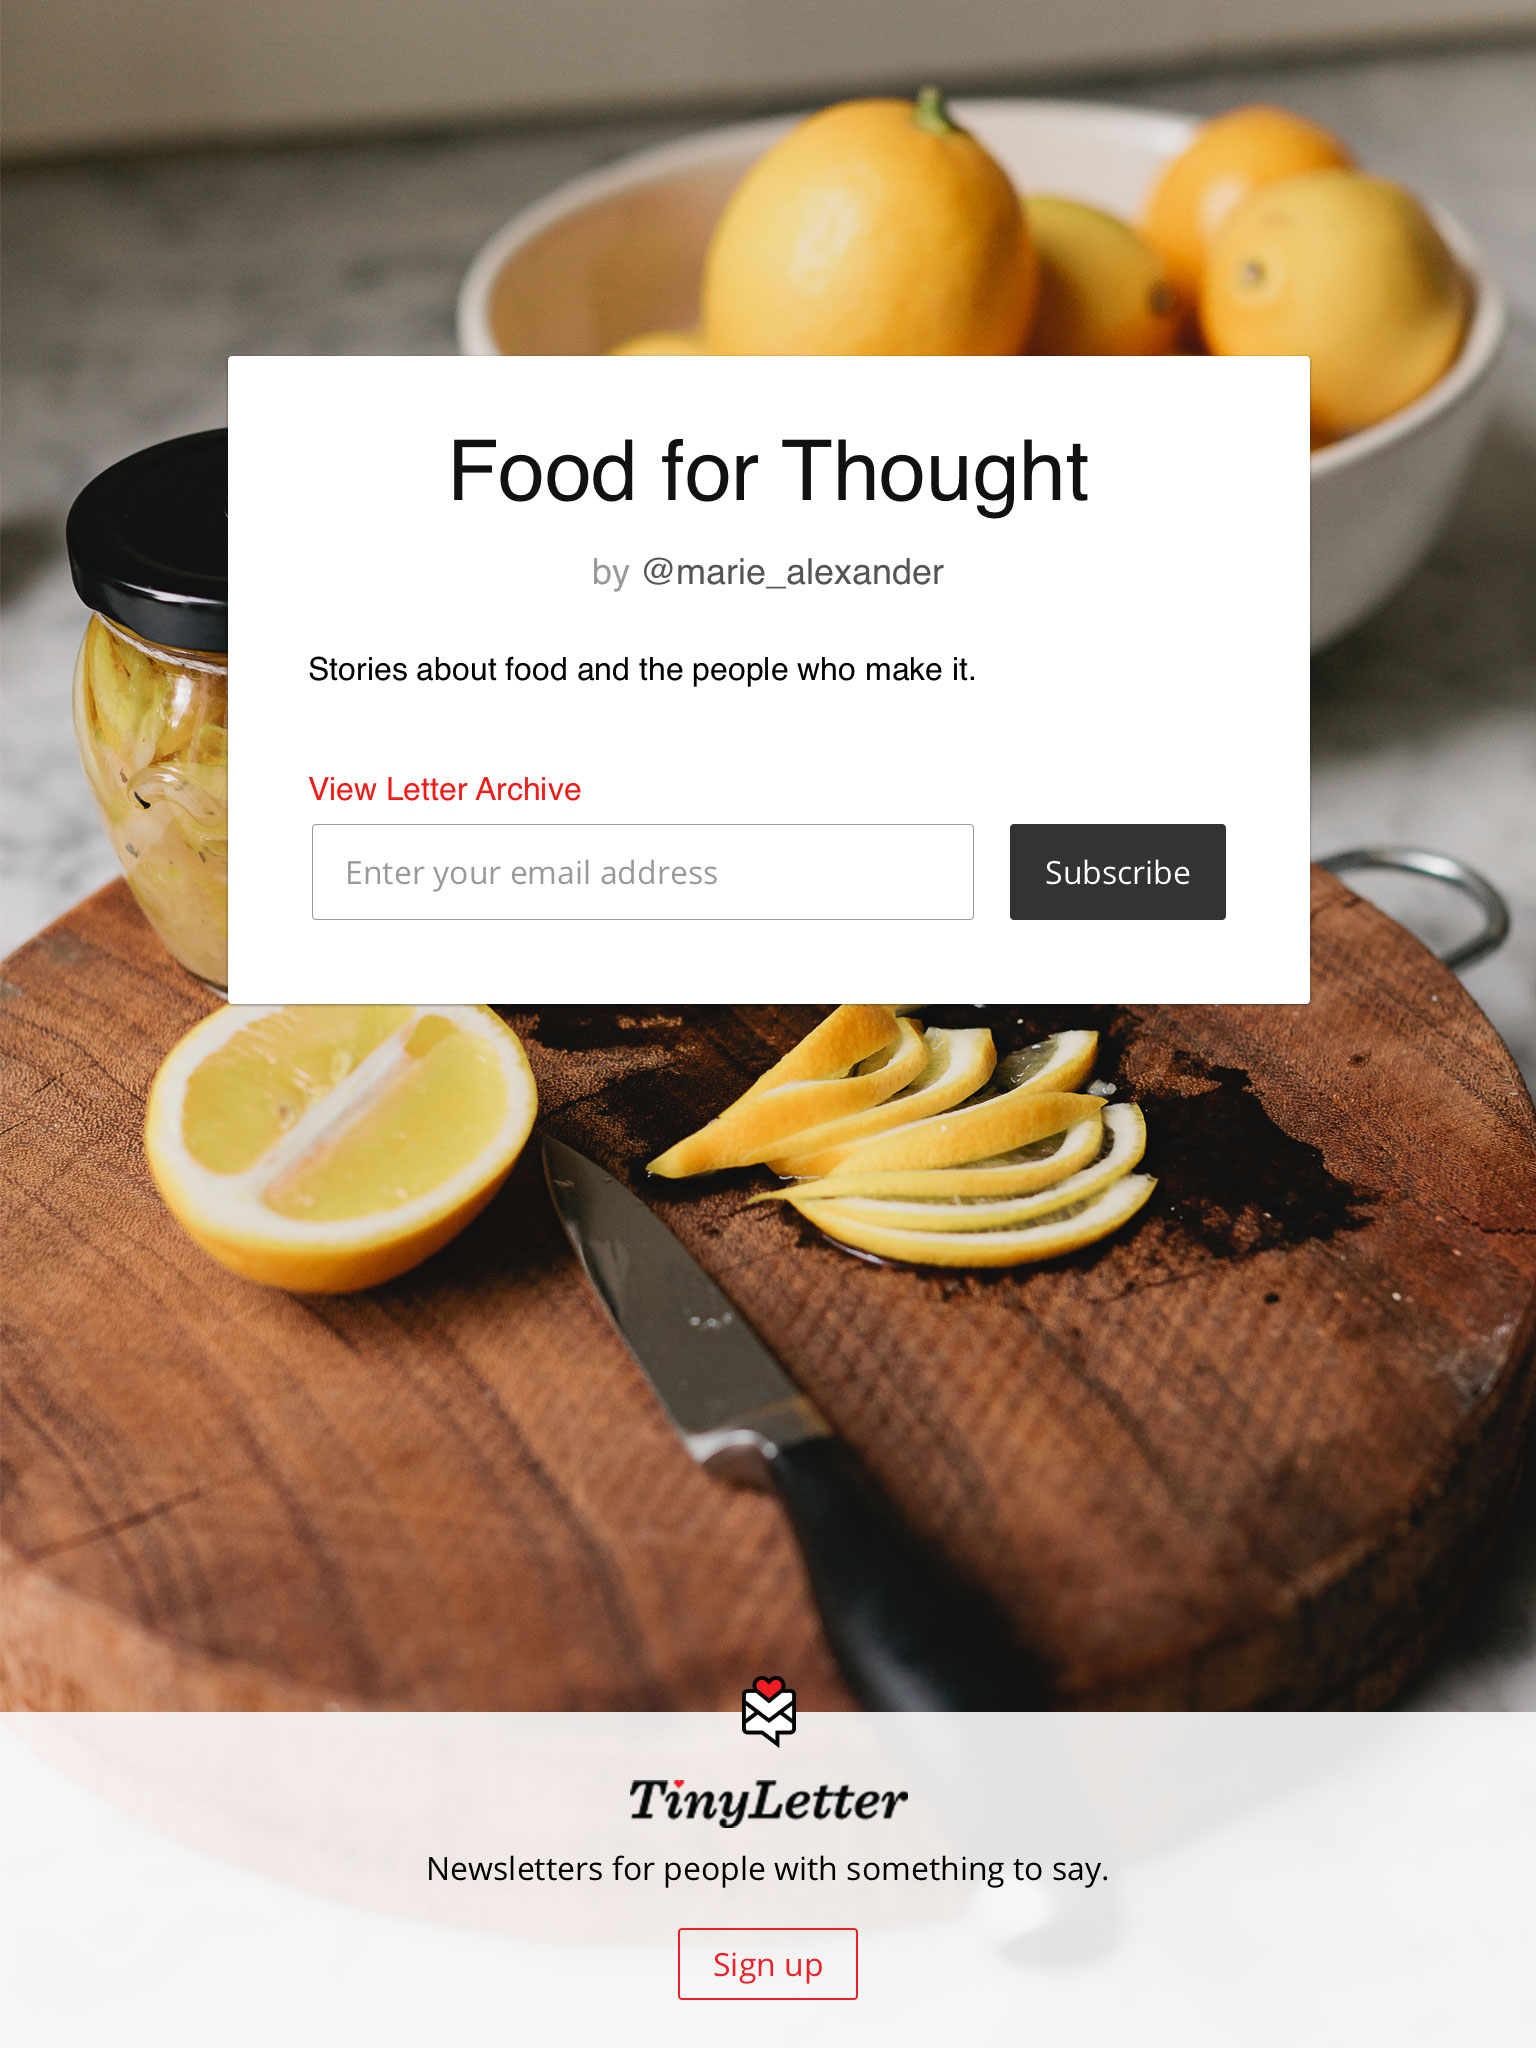 Food for Thought
by @marie_alexander
Stories about food and the people who make it.
View Letter Archive
Enter your email address
Subscribe
TinyLetter
Newsletters for people with something to say.
Sign up